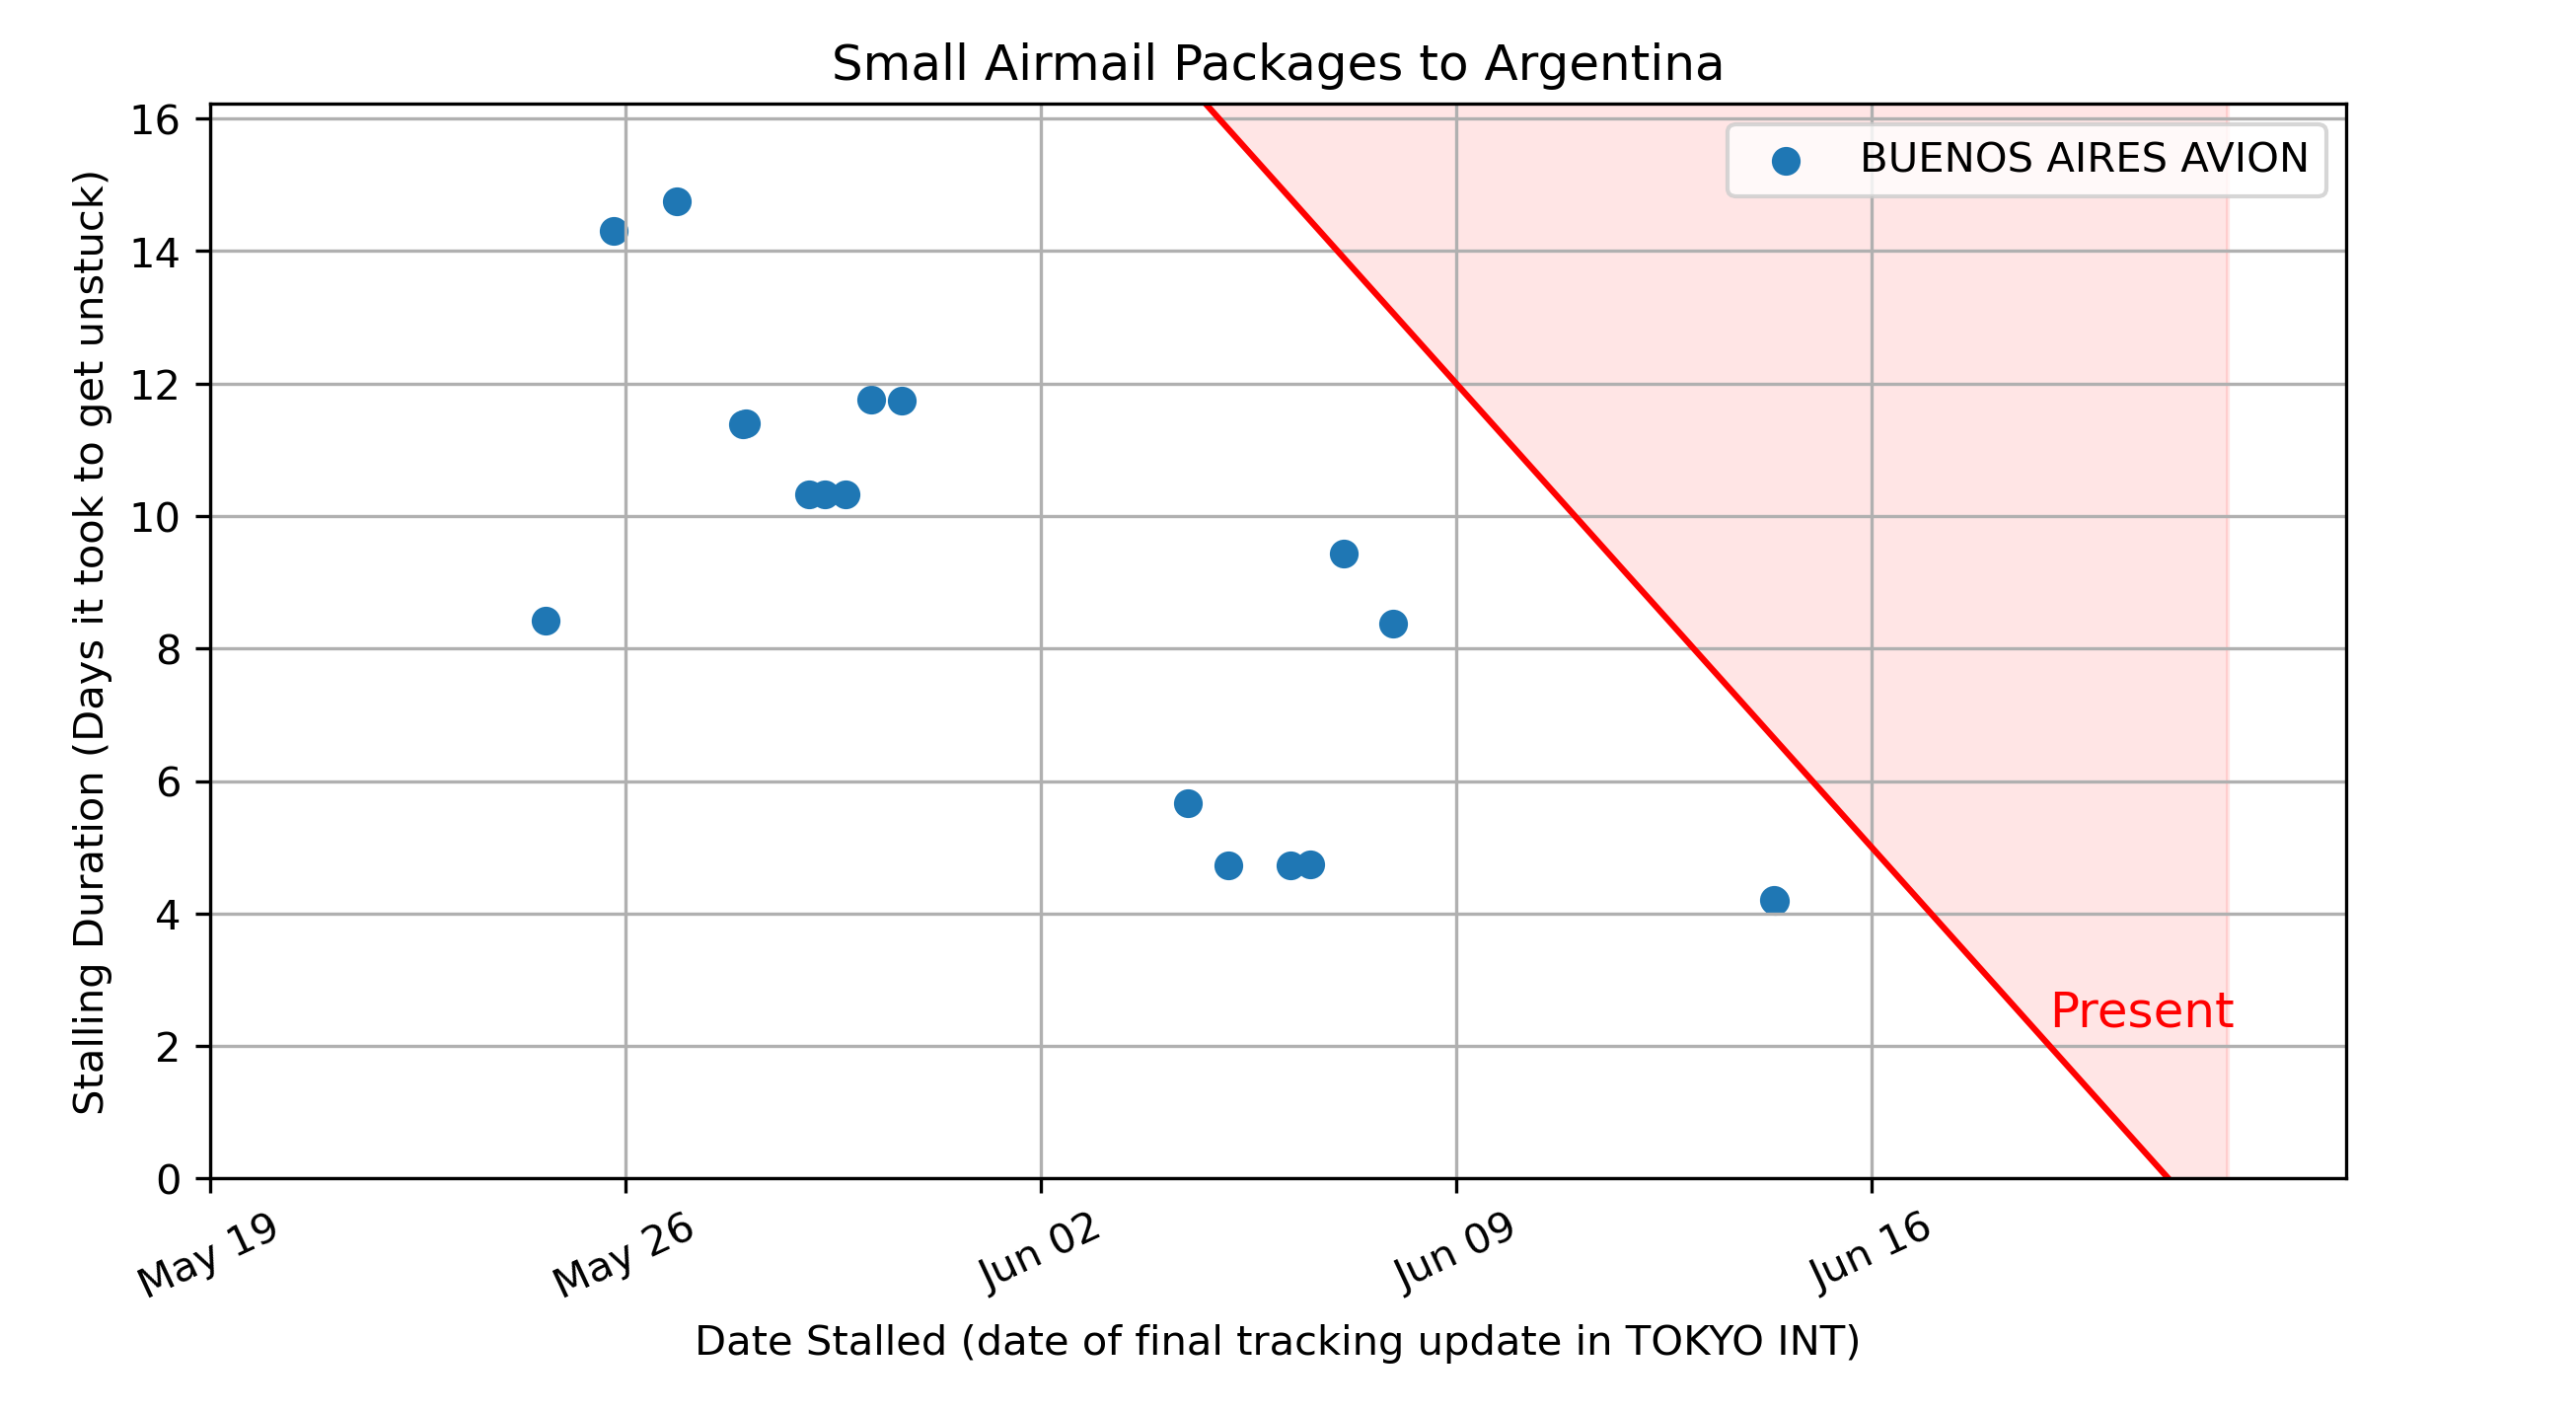 Small Airmail Packages to Argentina
BUENOS AIRES AVION
Stalling Duration (Days it took to get unstuck)
16
14
12
10
8
6
4
2
0
Present
May 19
May 26
Jun 02
Jun 09
Jun 16
Date Stalled (date of final tracking update in TOKYO INT)